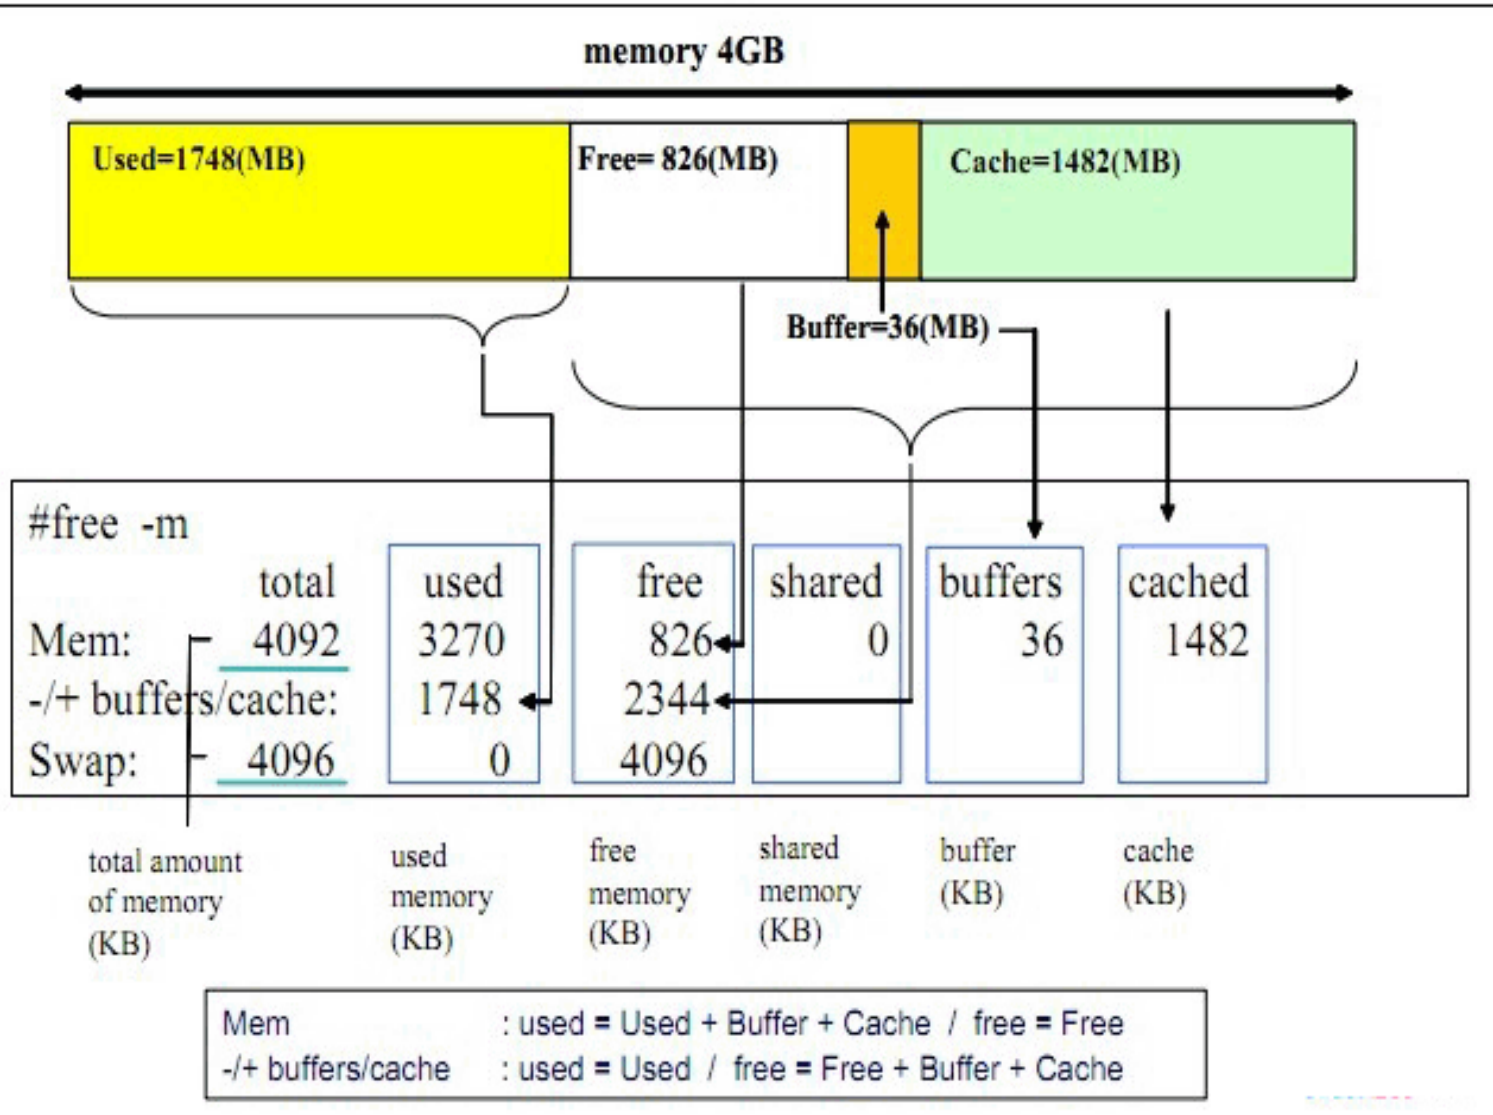 memory 4GB
Used=1748(MB)
Free= 826(MB)
Cache=1482(MB)
Buffer=36(MB)
#free -m
total used free shared buffers cached
Mem: 4092 3270 826 0 36 1482
-/+ buffers/cache: 1748 2344
Swap: 4096 0 4096
total amount
of memory
(KB)
used
memory
(KB)
free
memory
(KB)
shared
memory
(KB)
buffer
(KB)
cache
(KB)
Mem : used = Used + Buffer + Cache / free = Free
-/+ buffers/cache : used = Used / free = Free + Buffer + Cache